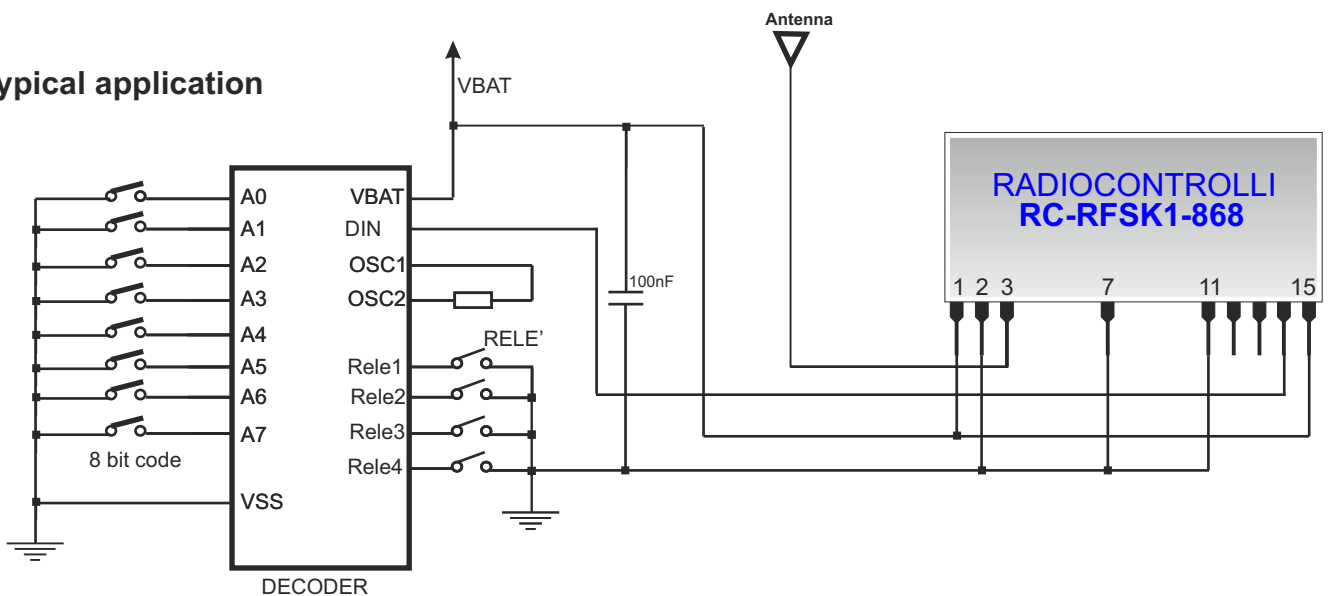 Antenna
ypical application
VBAT
RADIOCONTROLLI
RC-RFSK1-868
1 2 3 7 11 15
A0
A1
A2
A3
A4
A5
A6
A7
VSS
8 bit code
VBAT
DIN
OSC1
OSC2
Rele1
Rele2
Rele3
Rele4
RELE'
100nF
DECODER